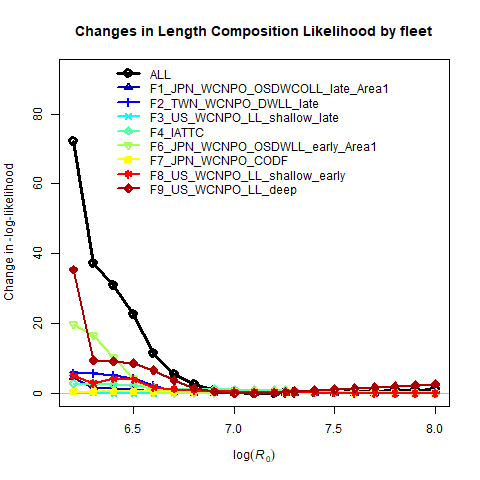 Changes in Length Composition Likelihood by fleet
ALL
F1_JPN_WCNPO_OSDWCOLL_late_Area1
F2_TWN_WCNPO_DWLL_late
F3_US_WCNPO_LL_shallow_late
F4_IATTC
F6_JPN_WCNPO_OSDWLL_early_Area1
F7_JPN_WCNPO_CODF
F8_US_WCNPO_LL_shallow_early
F9_US_WCNPO_LL_deep
Change in -log-likelihood
80
60
40
20
0
6.5 7.0 7.5 8.0
log(R0)